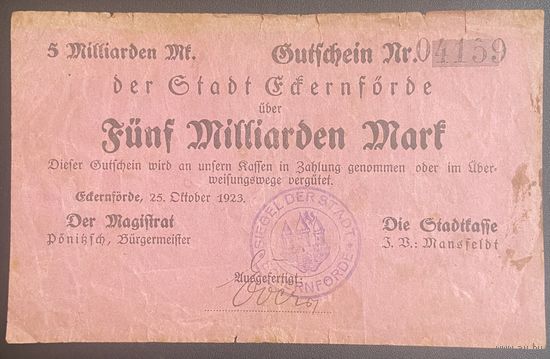 5 Milliarden Mk. Gutschein Nr. 04159
der Stadt Eckernförde
über
Fünf Milliarden Mark
Dieser Gutschein wird an unsern Kassen in Zahlung genommen oder im Über-
weisungswege vergütet.
Eckernförde, 25. Oktober 1923.
Der Magistrat
Pönitzsch, Bürgermeister
Die Stadtkasse
J. V.: Mansfeldt
SIEGEL DER STADT ECKERNFÖRDE
Ausgefertigt: